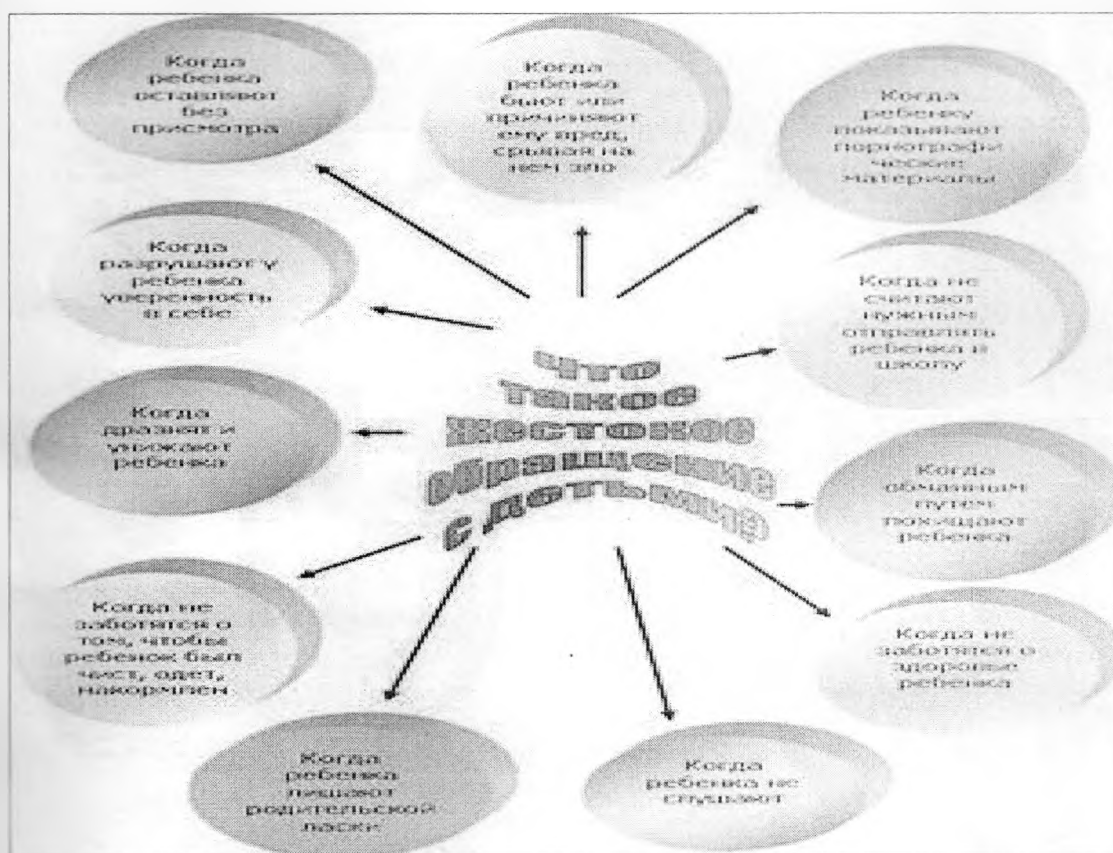 Когда
ребенка
оставляют
без
присмотра
Когда
ребенка
бьют или
причиняют
ему вред,
срывая на
нем зло
Когда
ребенку
показывают
порнографи
ческие
материалы
Когда
разрушают у
ребенка
уверенность
в себе
Когда не
считают
нужным
отправлять
ребенка в
школу
Что
такое
жестокое
обращение
с детьми?
Когда
дразнят и
унижают
ребенка
Когда
обманным
путем
похищают
ребенка
Когда не
заботятся о
том, чтобы
ребенок был
чист, одет,
накормлен
Когда не
заботятся о
здоровье
ребенка
Когда
ребенка
лишают
родительской
ласки
Когда
ребенка не
слушают